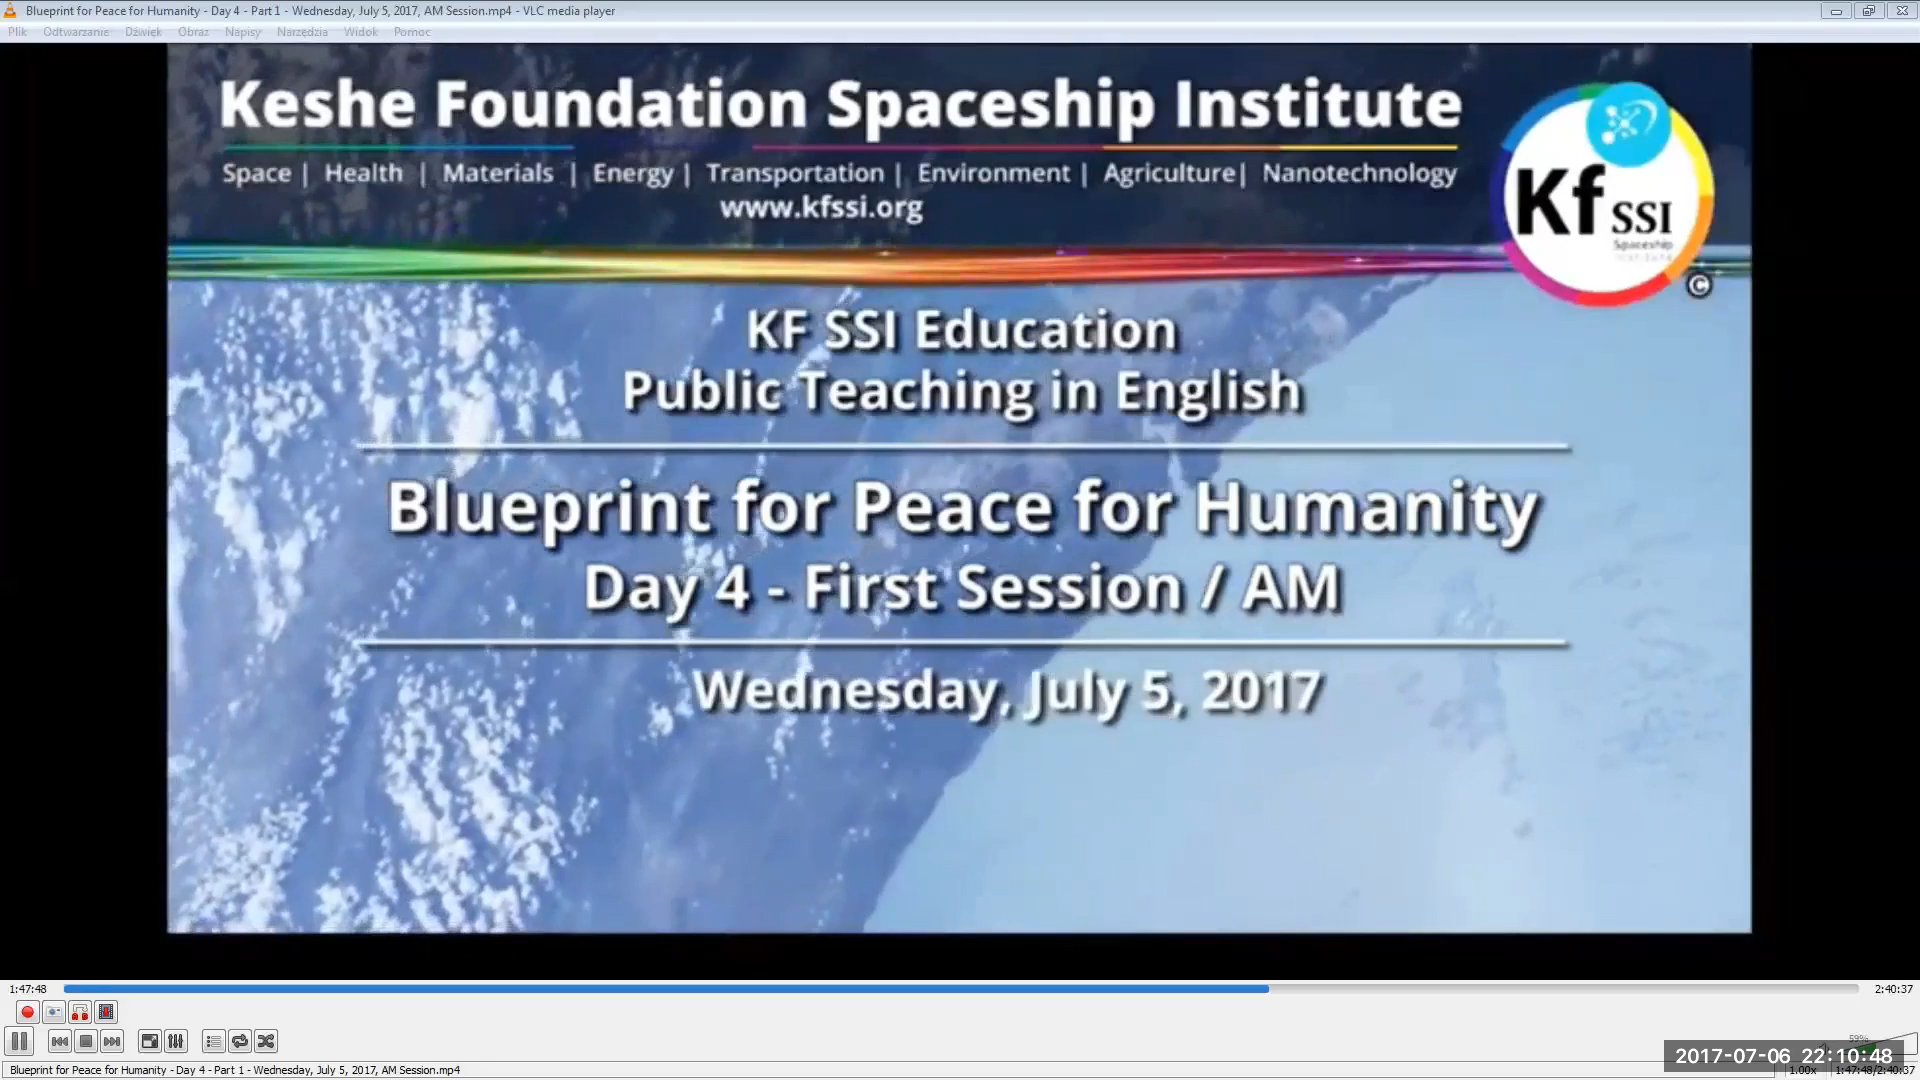 Blueprint for Peace for Humanity - Day 4 - Part 1 - Wednesday, July 5, 2017, AM Session.mp4 - VLC media player
Plik Odtwarzanie Dźwięk Obraz Napisy Narzędzia Widok Pomoc
Keshe Foundation Spaceship Institute
Space | Health | Materials | Energy | Transportation | Environment | Agriculture | Nanotechnology
www.kfssi.org
Kf SSI
Spaceship
INSTITUTE
©
KF SSI Education
Public Teaching in English
Blueprint for Peace for Humanity
Day 4 - First Session / AM
Wednesday, July 5, 2017
1:47:48 2:40:37
59%
2017-07-06 22:10:48
Blueprint for Peace for Humanity - Day 4 - Part 1 - Wednesday, July 5, 2017, AM Session.mp4 1.00x 1:47:48/2:40:37